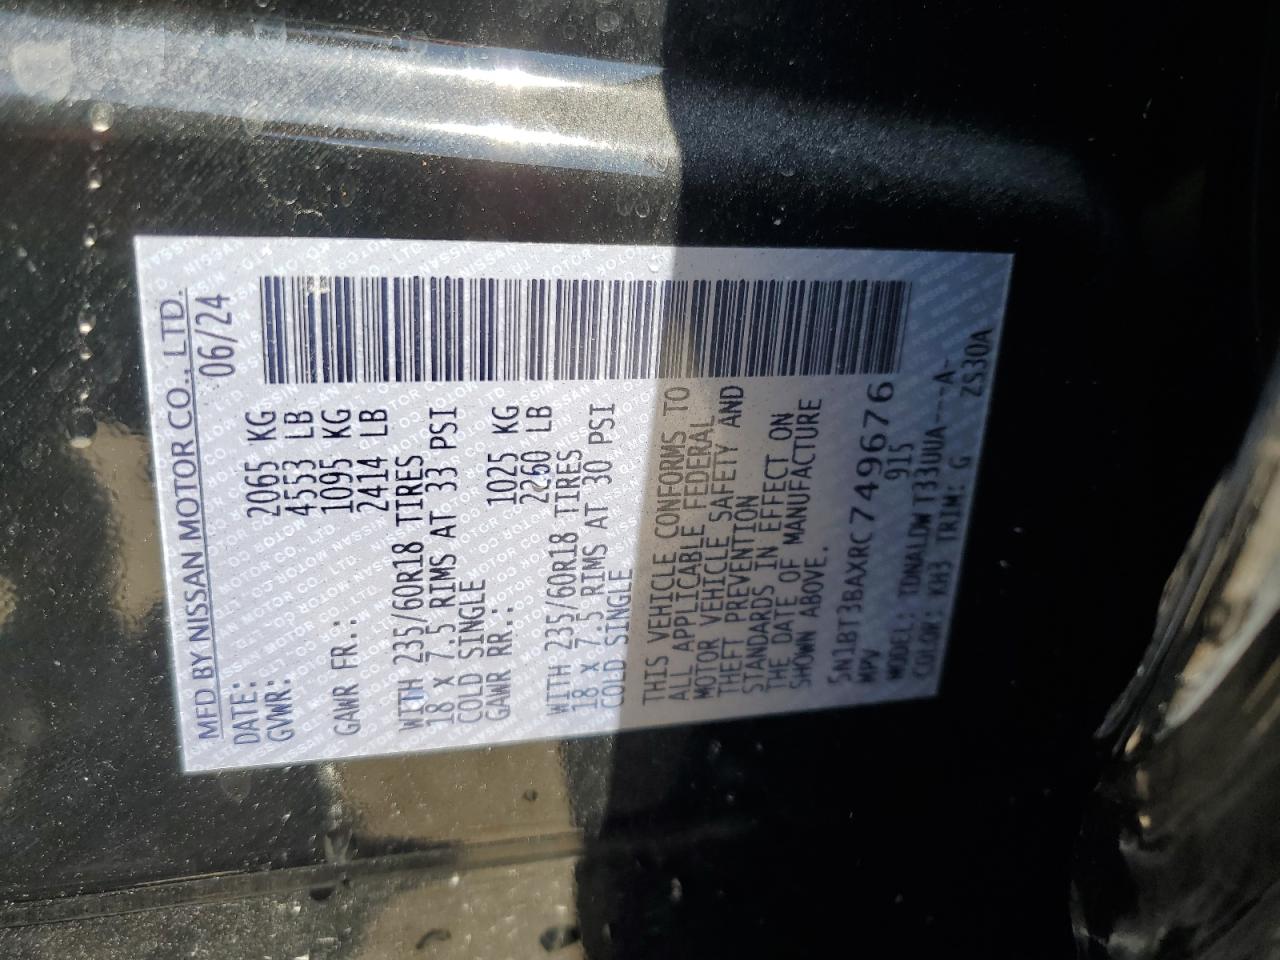 MFD BY NISSAN MOTOR CO., LTD.
DATE: 06/24
GVWR: 2065 KG
4553 LB
GAWR FR.: 1095 KG
2414 LB
WITH 235/60R18 TIRES
18 X 7.5 RIMS AT 33 PSI
COLD SINGLE
GAWR RR.: 1025 KG
2260 LB
WITH 235/60R18 TIRES
18 X 7.5 RIMS AT 30 PSI
COLD SINGLE
THIS VEHICLE CONFORMS TO
ALL APPLICABLE FEDERAL
MOTOR VEHICLE SAFETY AND
THEFT PREVENTION
STANDARDS IN EFFECT ON
THE DATE OF MANUFACTURE
SHOWN ABOVE.
5N1BT3BAXRC749676
MPV 915
MODEL: TDNALDW T33UUA---A-
COLOR: KH3 TRIM: G ZS30A